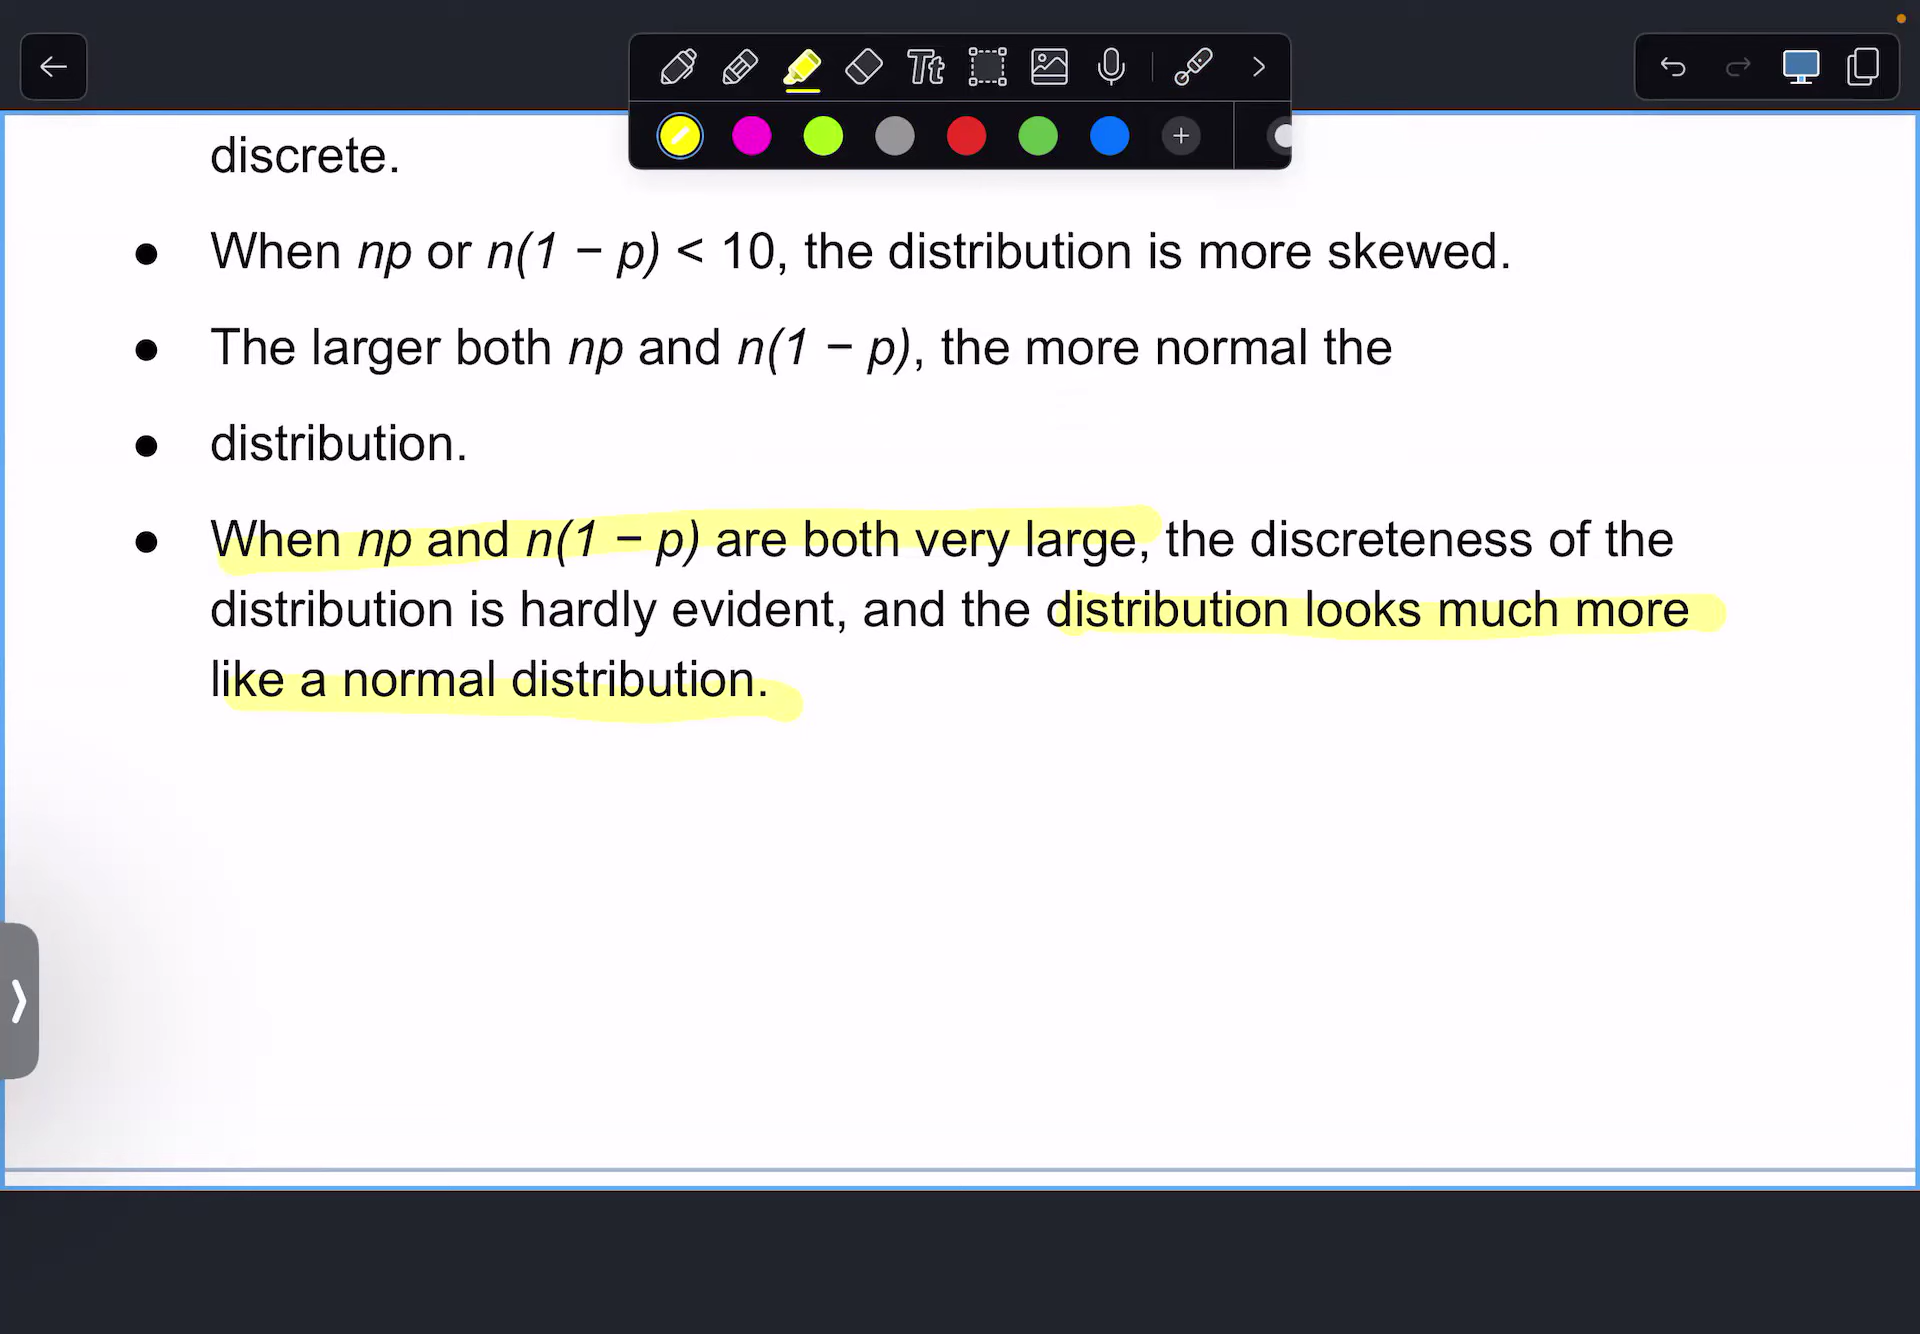 Tt
discrete.
● When np or n(1 − p) < 10, the distribution is more skewed.
● The larger both np and n(1 − p), the more normal the
● distribution.
● When np and n(1 − p) are both very large, the discreteness of the
distribution is hardly evident, and the distribution looks much more
like a normal distribution.